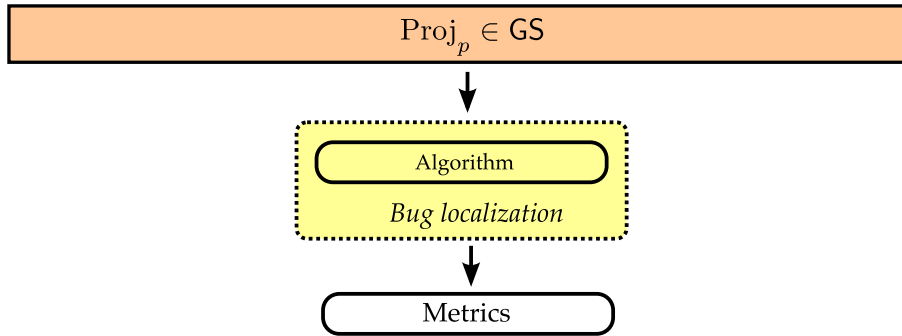 Proj_p ∈ GS
Algorithm
Bug localization
Metrics